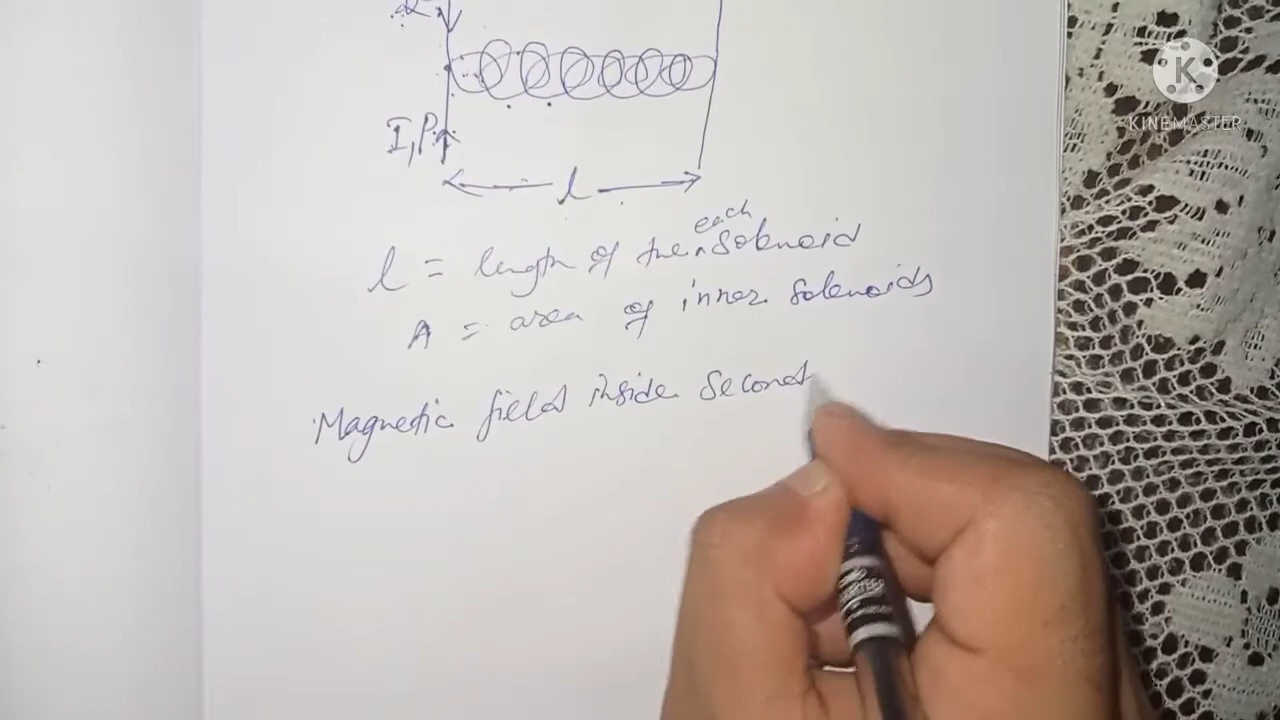 I, P
l
each
l = length of the ∧ Solenoid
A = area of inner Solenoids
Magnetic field inside Second
K
KINEMASTER